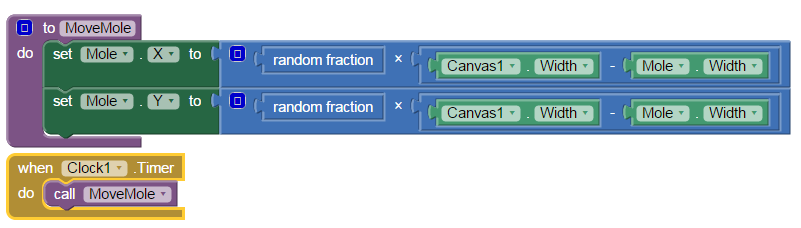 to MoveMole
do set Mole . X to random fraction × Canvas1 . Width - Mole . Width
set Mole . Y to random fraction × Canvas1 . Width - Mole . Width
when Clock1 .Timer
do call MoveMole